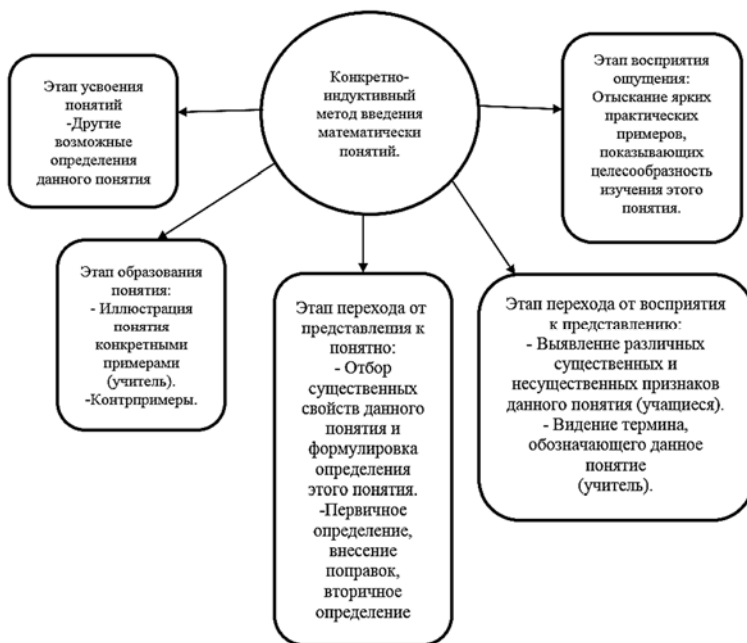 Конкретно-
индуктивный
метод введения
математически
понятий.
Этап усвоения
понятий
-Другие
возможные
определения
данного понятия
Этап восприятия
ощущения:
Отыскание ярких
практических
примеров,
показывающих
целесообразность
изучения этого
понятия.
Этап образования
понятия:
- Иллюстрация
понятия
конкретными
примерами
(учитель).
-Контрпримеры.
Этап перехода от
представления к
понятно:
- Отбор
существенных
свойств данного
понятия и
формулировка
определения
этого понятия.
-Первичное
определение,
внесение
поправок,
вторичное
определение
Этап перехода от восприятия
к представлению:
- Выявление различных
существенных и
несущественных признаков
данного понятия (учащиеся).
- Видение термина,
обозначающего данное
понятие
(учитель).